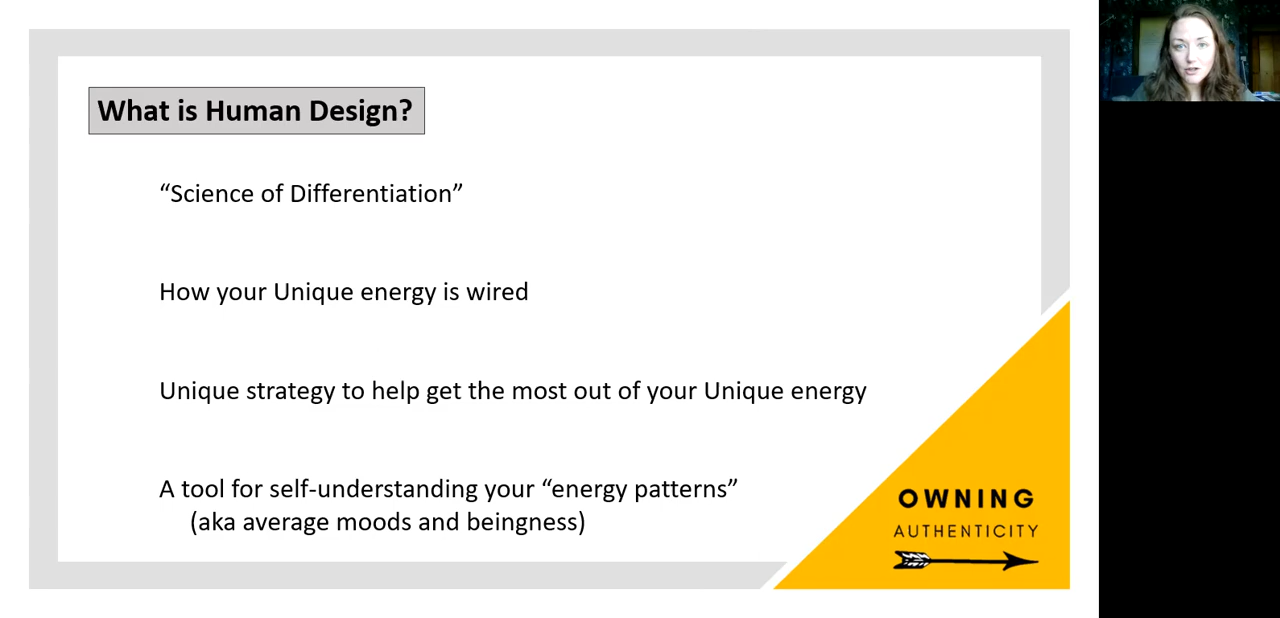 What is Human Design?
“Science of Differentiation”
How your Unique energy is wired
Unique strategy to help get the most out of your Unique energy
A tool for self-understanding your “energy patterns”
(aka average moods and beingness)
OWNING
AUTHENTICITY